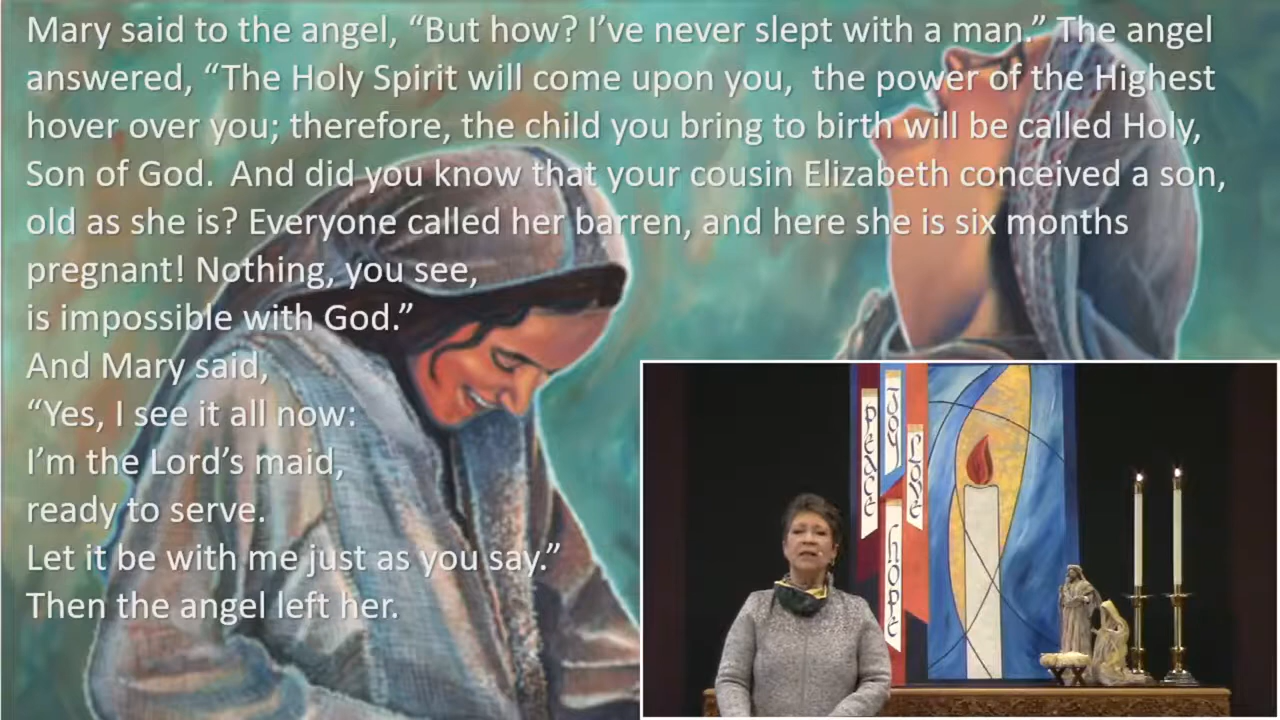 Mary said to the angel, “But how? I’ve never slept with a man.” The angel
answered, “The Holy Spirit will come upon you,  the power of the Highest
hover over you; therefore, the child you bring to birth will be called Holy,
Son of God.  And did you know that your cousin Elizabeth conceived a son,
old as she is? Everyone called her barren, and here she is six months
pregnant! Nothing, you see,
is impossible with God.”
And Mary said,
“Yes, I see it all now:
I’m the Lord’s maid,
ready to serve.
Let it be with me just as you say.”
Then the angel left her.
peace
Joy
love
hope